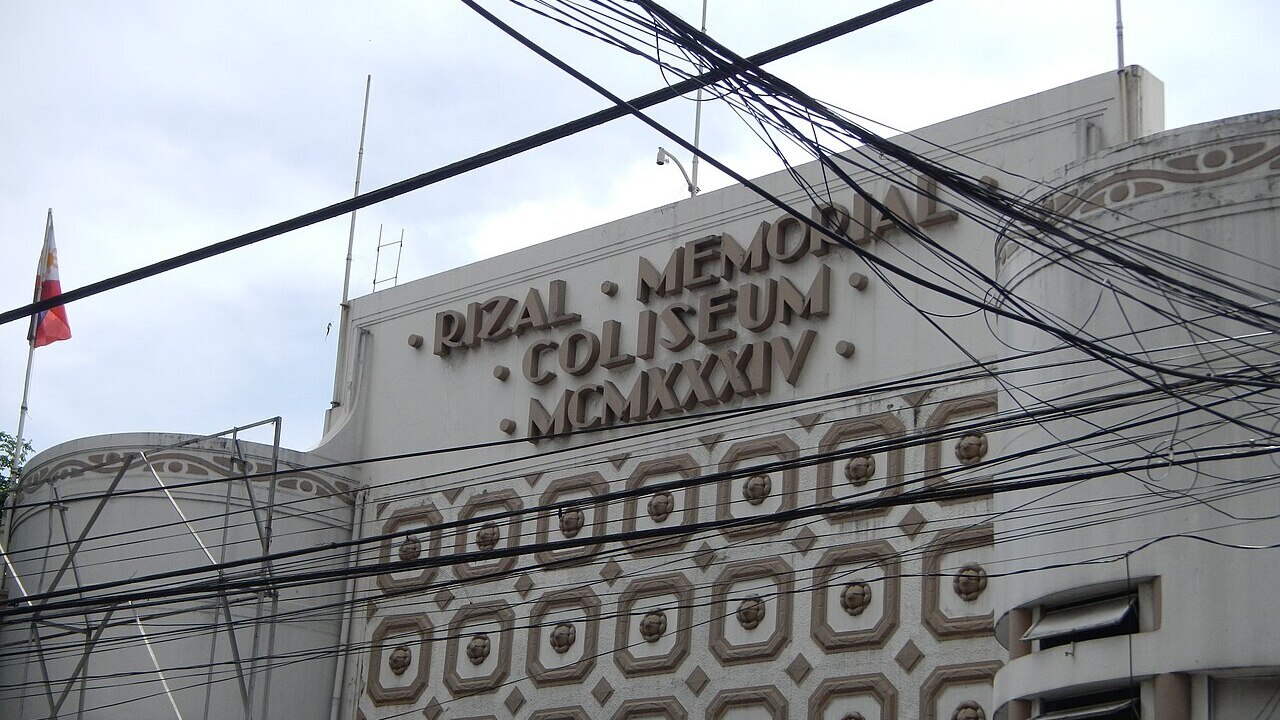 · RIZAL · MEMORIAL ·
· COLISEUM ·
· MCMXXXIV ·